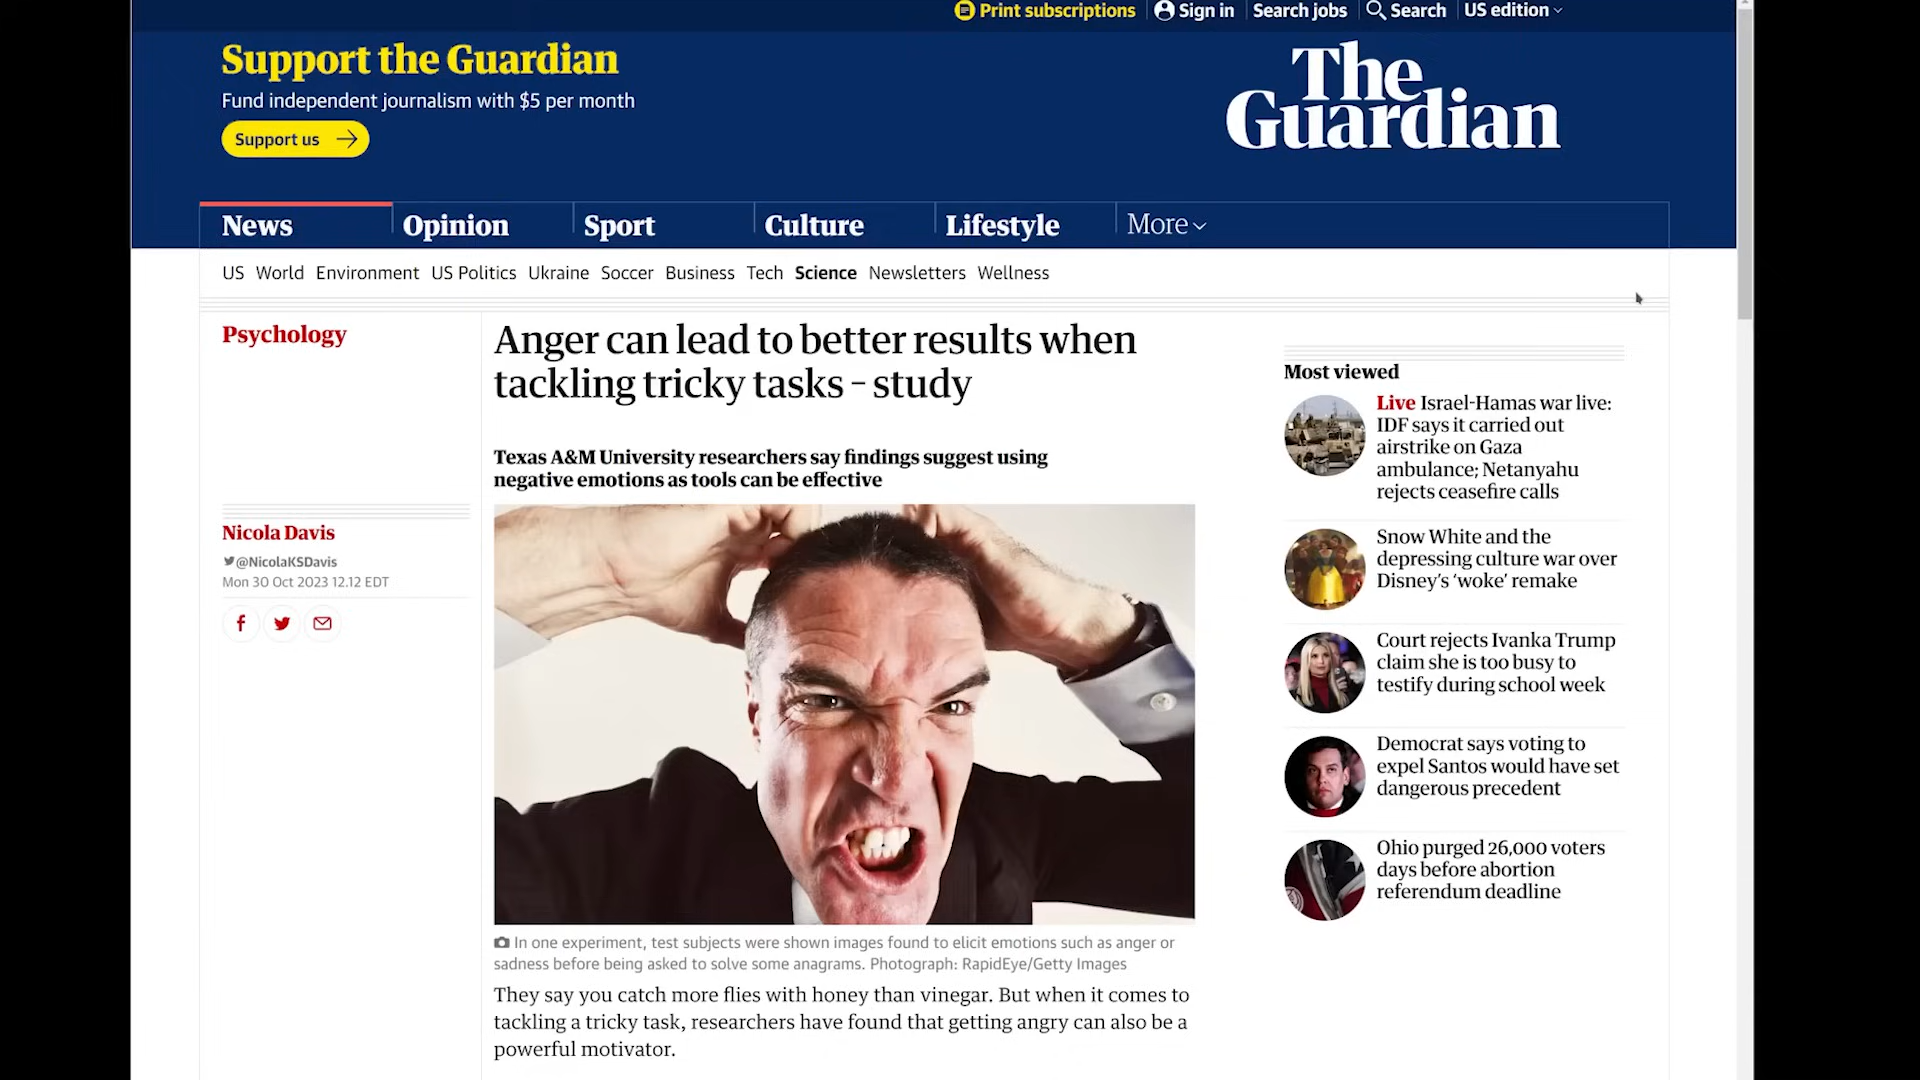 Print subscriptions
Sign in
Search jobs
Search
US edition
Support the Guardian
Fund independent journalism with $5 per month
Support us
The
Guardian
News
Opinion
Sport
Culture
Lifestyle
More
US World Environment US Politics Ukraine Soccer Business Tech Science Newsletters Wellness
Psychology
Anger can lead to better results when
tackling tricky tasks – study
Texas A&M University researchers say findings suggest using
negative emotions as tools can be effective
Nicola Davis
@NicolaKSDavis
Mon 30 Oct 2023 12.12 EDT
In one experiment, test subjects were shown images found to elicit emotions such as anger or
sadness before being asked to solve some anagrams. Photograph: RapidEye/Getty Images
They say you catch more flies with honey than vinegar. But when it comes to
tackling a tricky task, researchers have found that getting angry can also be a
powerful motivator.
Most viewed
Live Israel-Hamas war live:
IDF says it carried out
airstrike on Gaza
ambulance; Netanyahu
rejects ceasefire calls
Snow White and the
depressing culture war over
Disney’s ‘woke’ remake
Court rejects Ivanka Trump
claim she is too busy to
testify during school week
Democrat says voting to
expel Santos would have set
dangerous precedent
Ohio purged 26,000 voters
days before abortion
referendum deadline